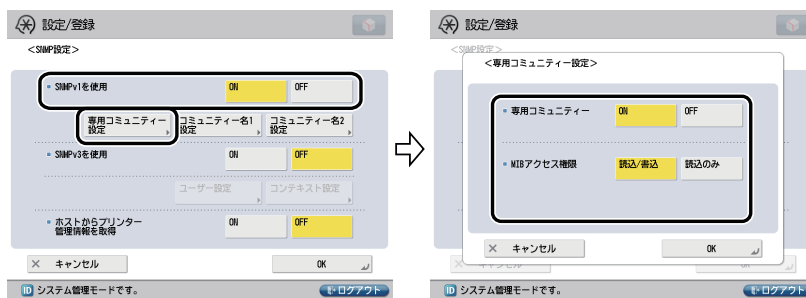 設定/登録
<SNMP設定>
SNMPv1を使用 ON OFF
専用コミュニティー設定 コミュニティー名1設定 コミュニティー名2設定
SNMPv3を使用 ON OFF
ユーザー設定 コンテキスト設定
ホストからプリンター管理情報を取得 ON OFF
× キャンセル OK
ID システム管理モードです。 ログアウト
設定/登録
<SNMP設定>
<専用コミュニティー設定>
専用コミュニティー ON OFF
MIBアクセス権限 読込/書込 読込のみ
× キャンセル OK
ID システム管理モードです。 ログアウト